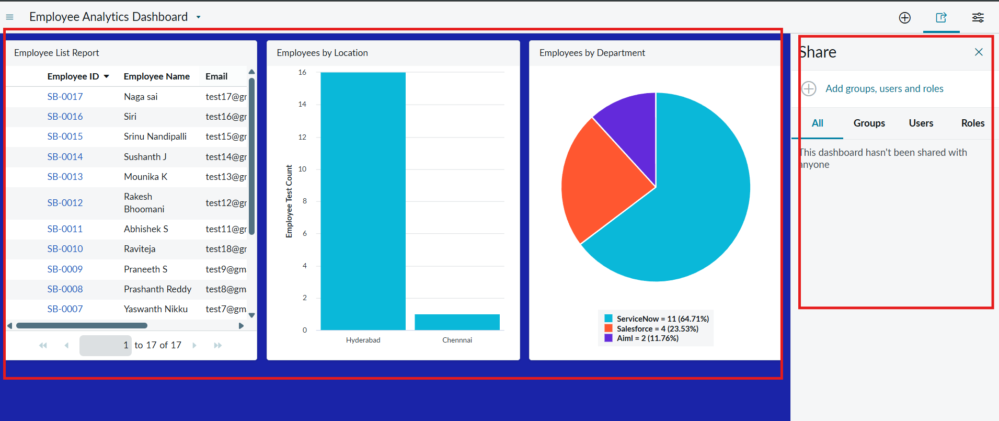 Employee Analytics Dashboard
Employee List Report
Employee ID Employee Name Email
SB-0017 Naga sai test17@gr
SB-0016 Siri test16@gr
SB-0015 Srinu Nandipalli test15@gr
SB-0014 Sushanth J test14@gr
SB-0013 Mounika K test13@gr
SB-0012 Rakesh Bhoomani test12@gr
SB-0011 Abhishek S test11@gr
SB-0010 Raviteja test18@gr
SB-0009 Praneeth S test9@gm
SB-0008 Prashanth Reddy test8@gm
SB-0007 Yaswanth Nikku test7@gm
1 to 17 of 17
Employees by Location
Employee Test Count
16
14
12
10
8
6
4
2
0
Hyderabad Chennnai
Employees by Department
ServiceNow = 11 (64.71%)
Salesforce = 4 (23.53%)
Aiml = 2 (11.76%)
Share
Add groups, users and roles
All Groups Users Roles
This dashboard hasn't been shared with
anyone